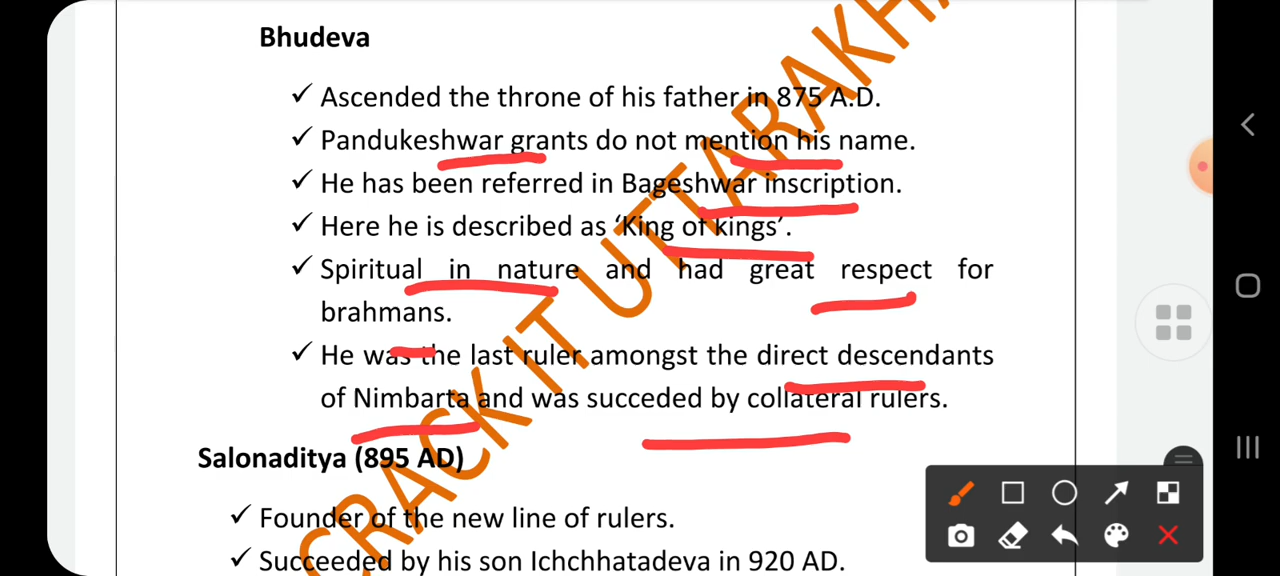 Bhudeva
✓ Ascended the throne of his father in 875 A.D.
✓ Pandukeshwar grants do not mention his name.
✓ He has been referred in Bageshwar inscription.
✓ Here he is described as ‘King of kings’.
✓ Spiritual in nature and had great respect for
brahmans.
✓ He was the last ruler amongst the direct descendants
of Nimbarta and was succeded by collateral rulers.
Salonaditya (895 AD)
✓ Founder of the new line of rulers.
✓ Succeeded by his son Ichchhatadeva in 920 AD.
CRACK IT UTTARAKH